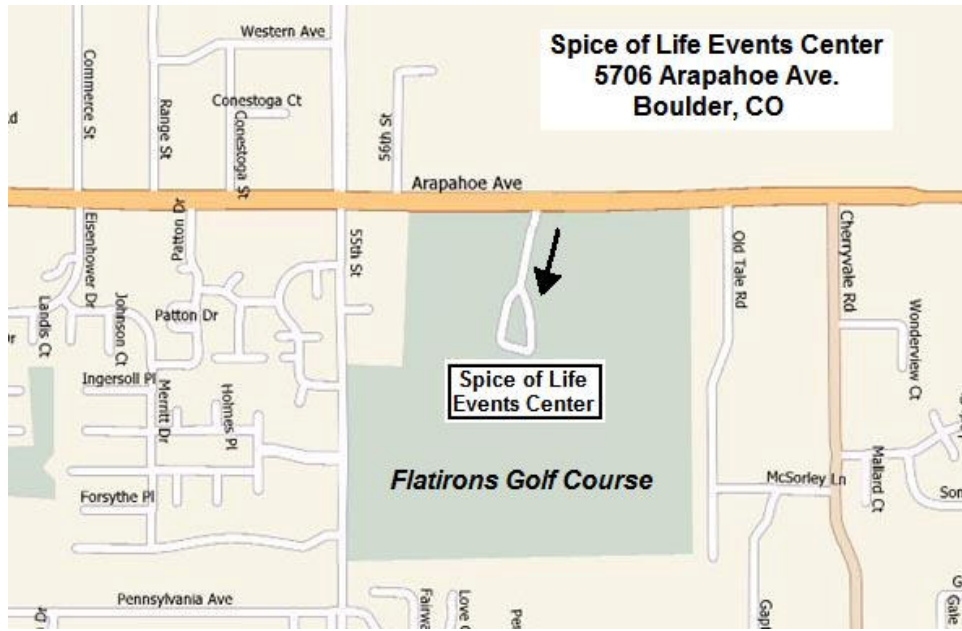 Spice of Life Events Center
5706 Arapahoe Ave.
Boulder, CO
Western Ave
Commerce St
Range St
Conestoga Ct
Conestoga St
56th St
Arapahoe Ave
Eisenhower Dr
Patton Dr
55th St
Old Tale Rd
Cherryvale Rd
Landis Ct
Johnson Ct
Patton Dr
Wonderview Ct
Ingersoll Pl
Merritt Dr
Holmes Pl
Spice of Life
Events Center
Flatirons Golf Course
McSorley Ln
Mallard Ct
Forsythe Pl
Pennsylvania Ave